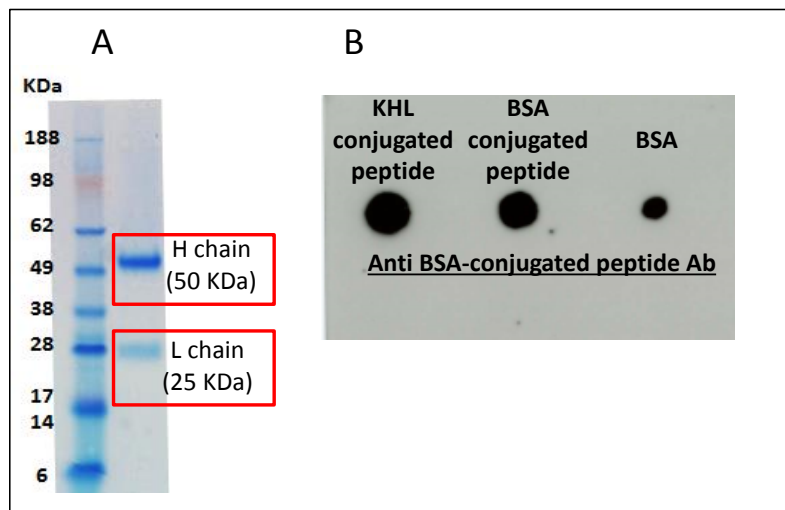 A
B
KDa
188
98
62
49
38
28
17
14
6
H chain
(50 KDa)
L chain
(25 KDa)
KHL
conjugated
peptide
BSA
conjugated
peptide
BSA
Anti BSA-conjugated peptide Ab